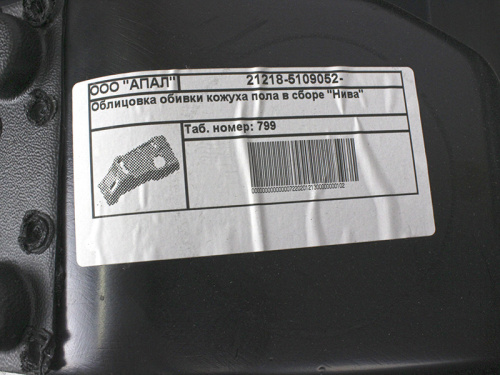 ООО "АПАЛ" 21218-5109052-
Облицовка обивки кожуха пола в сборе "Нива"
Таб. номер: 799